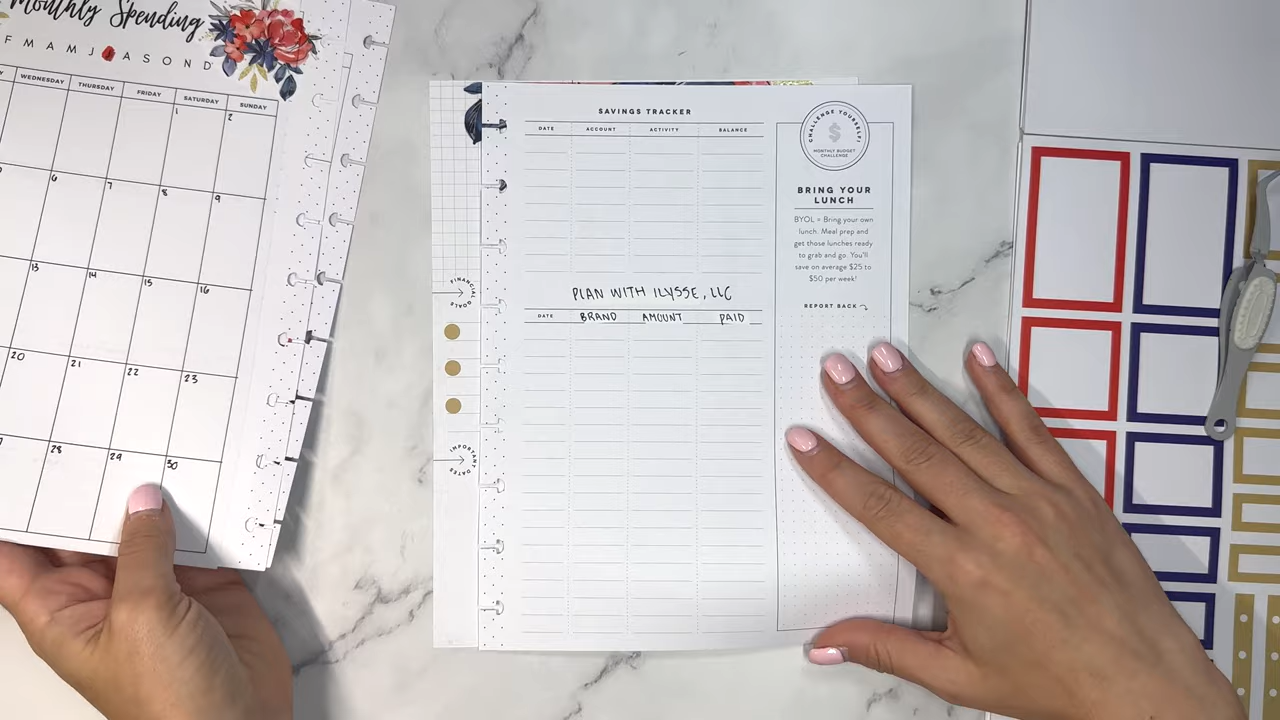 Monthly Spending
F M A M J A S O N D
WEDNESDAY THURSDAY FRIDAY SATURDAY SUNDAY
1 2
6 7 8 9
13 14 15 16
20 21 22 23
28 29 30
SAVINGS TRACKER
DATE ACCOUNT ACTIVITY BALANCE
PLAN WITH ILYSSE, LLC
DATE BRAND AMOUNT PAID
FINANCIAL GOALS
IMPORTANT DATES
CHALLENGE YOURSELF!
$
MONTHLY BUDGET
CHALLENGE
BRING YOUR
LUNCH
BYOL = Bring your own
lunch. Meal prep and
get those lunches ready
to grab and go. You'll
save on average $25 to
$50 per week!
REPORT BACK